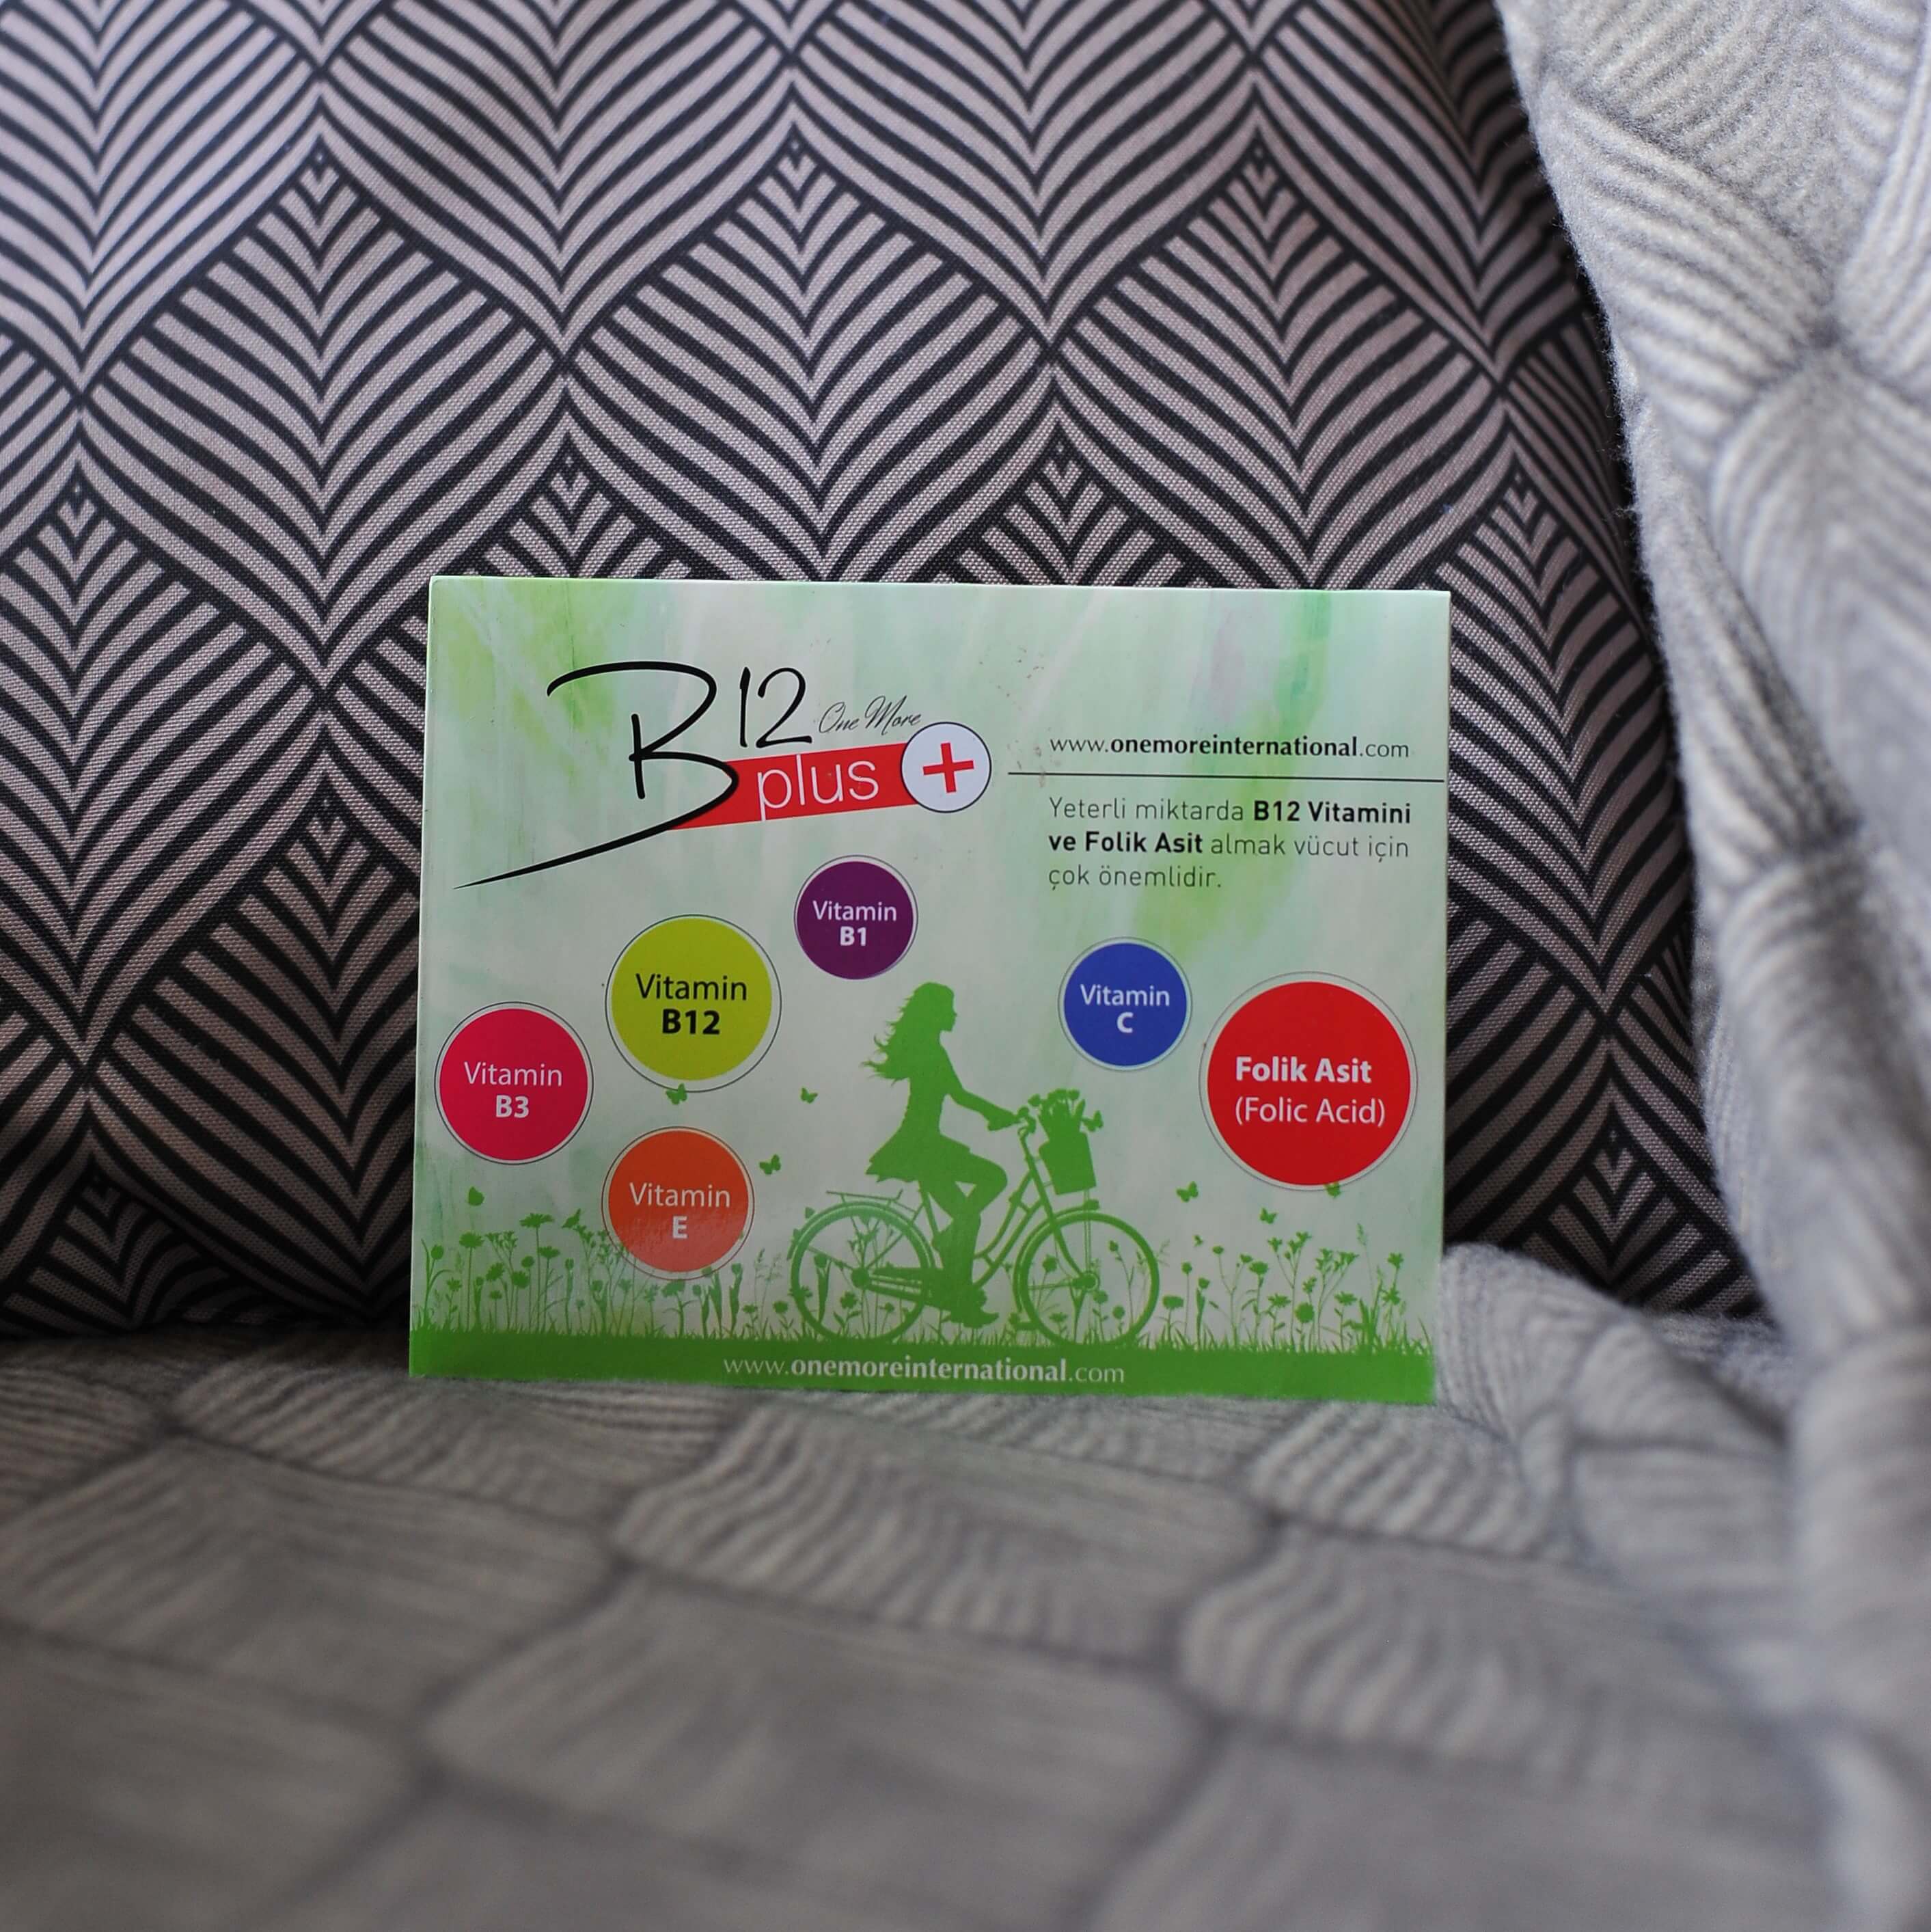 B12 One More
plus +
www.onemoreinternational.com
Yeterli miktarda B12 Vitamini
ve Folik Asit almak vücut için
çok önemlidir.
Vitamin
B1
Vitamin
B12
Vitamin
C
Vitamin
B3
Folik Asit
(Folic Acid)
Vitamin
E
www.onemoreinternational.com